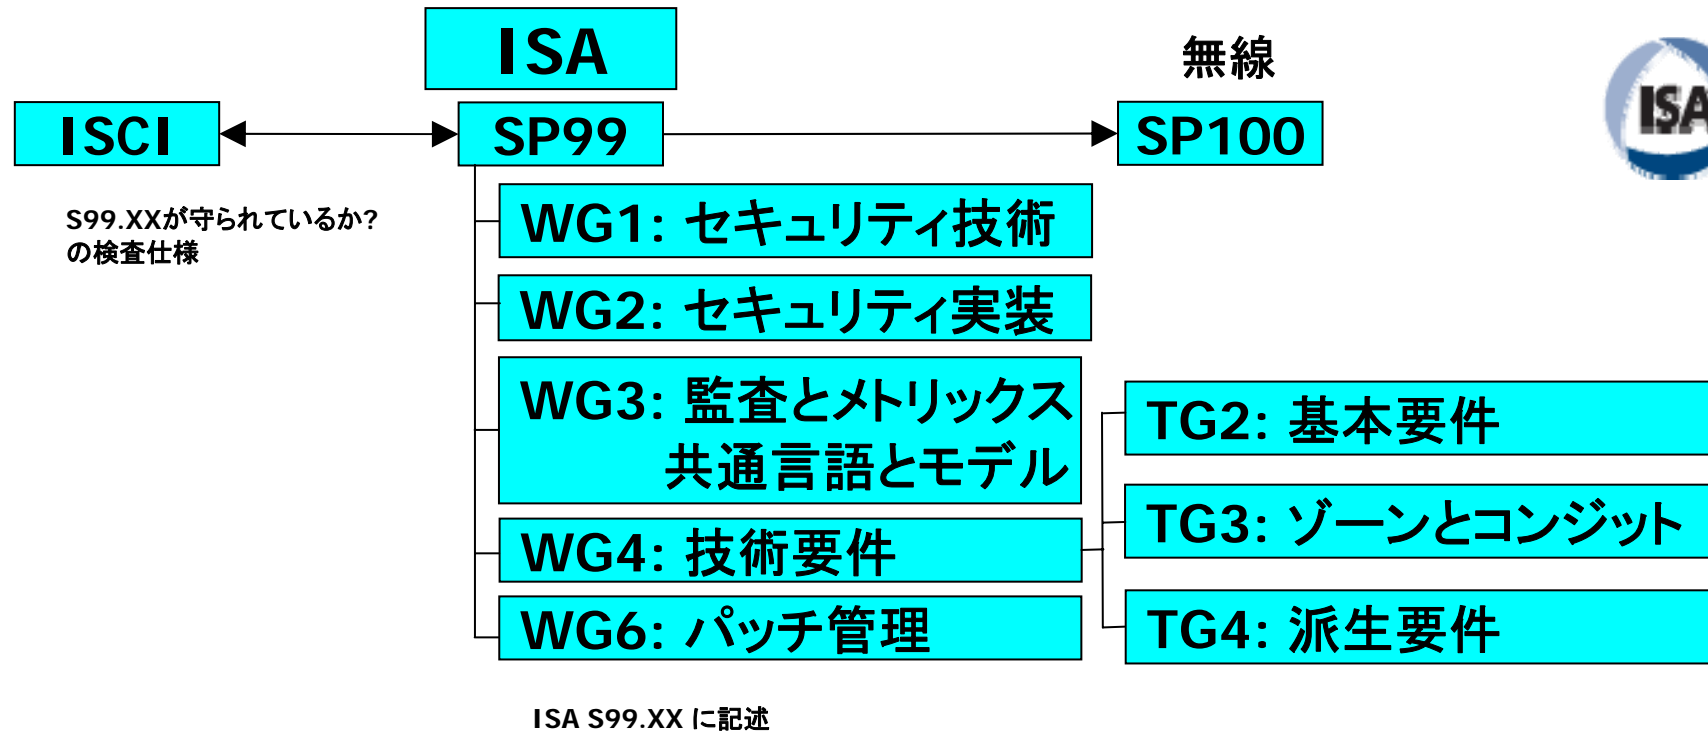 ISA
無線
ISA
ISCI
SP99
SP100
S99.XXが守られているか?
の検査仕様
WG1: セキュリティ技術
WG2: セキュリティ実装
WG3: 監査とメトリックス
共通言語とモデル
WG4: 技術要件
WG6: パッチ管理
TG2: 基本要件
TG3: ゾーンとコンジット
TG4: 派生要件
ISA S99.XX に記述